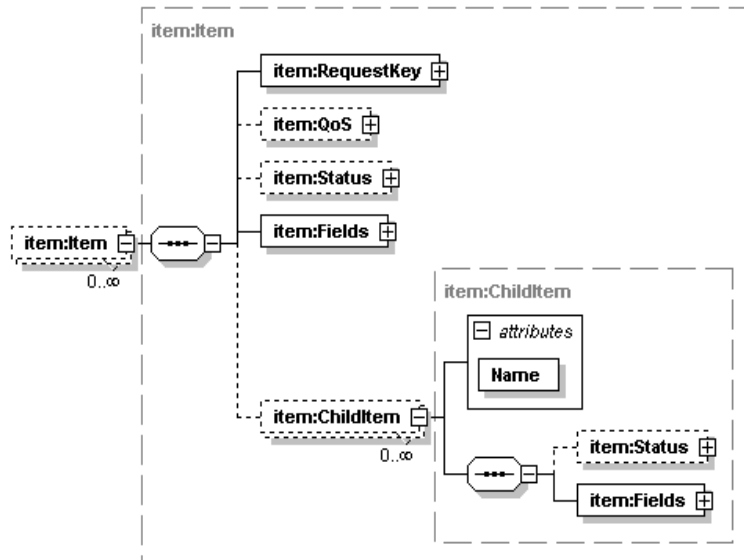 item:Item
item:RequestKey
item:QoS
item:Status
item:Fields
item:Item
0..∞
item:ChildItem
attributes
Name
item:ChildItem
0..∞
item:Status
item:Fields